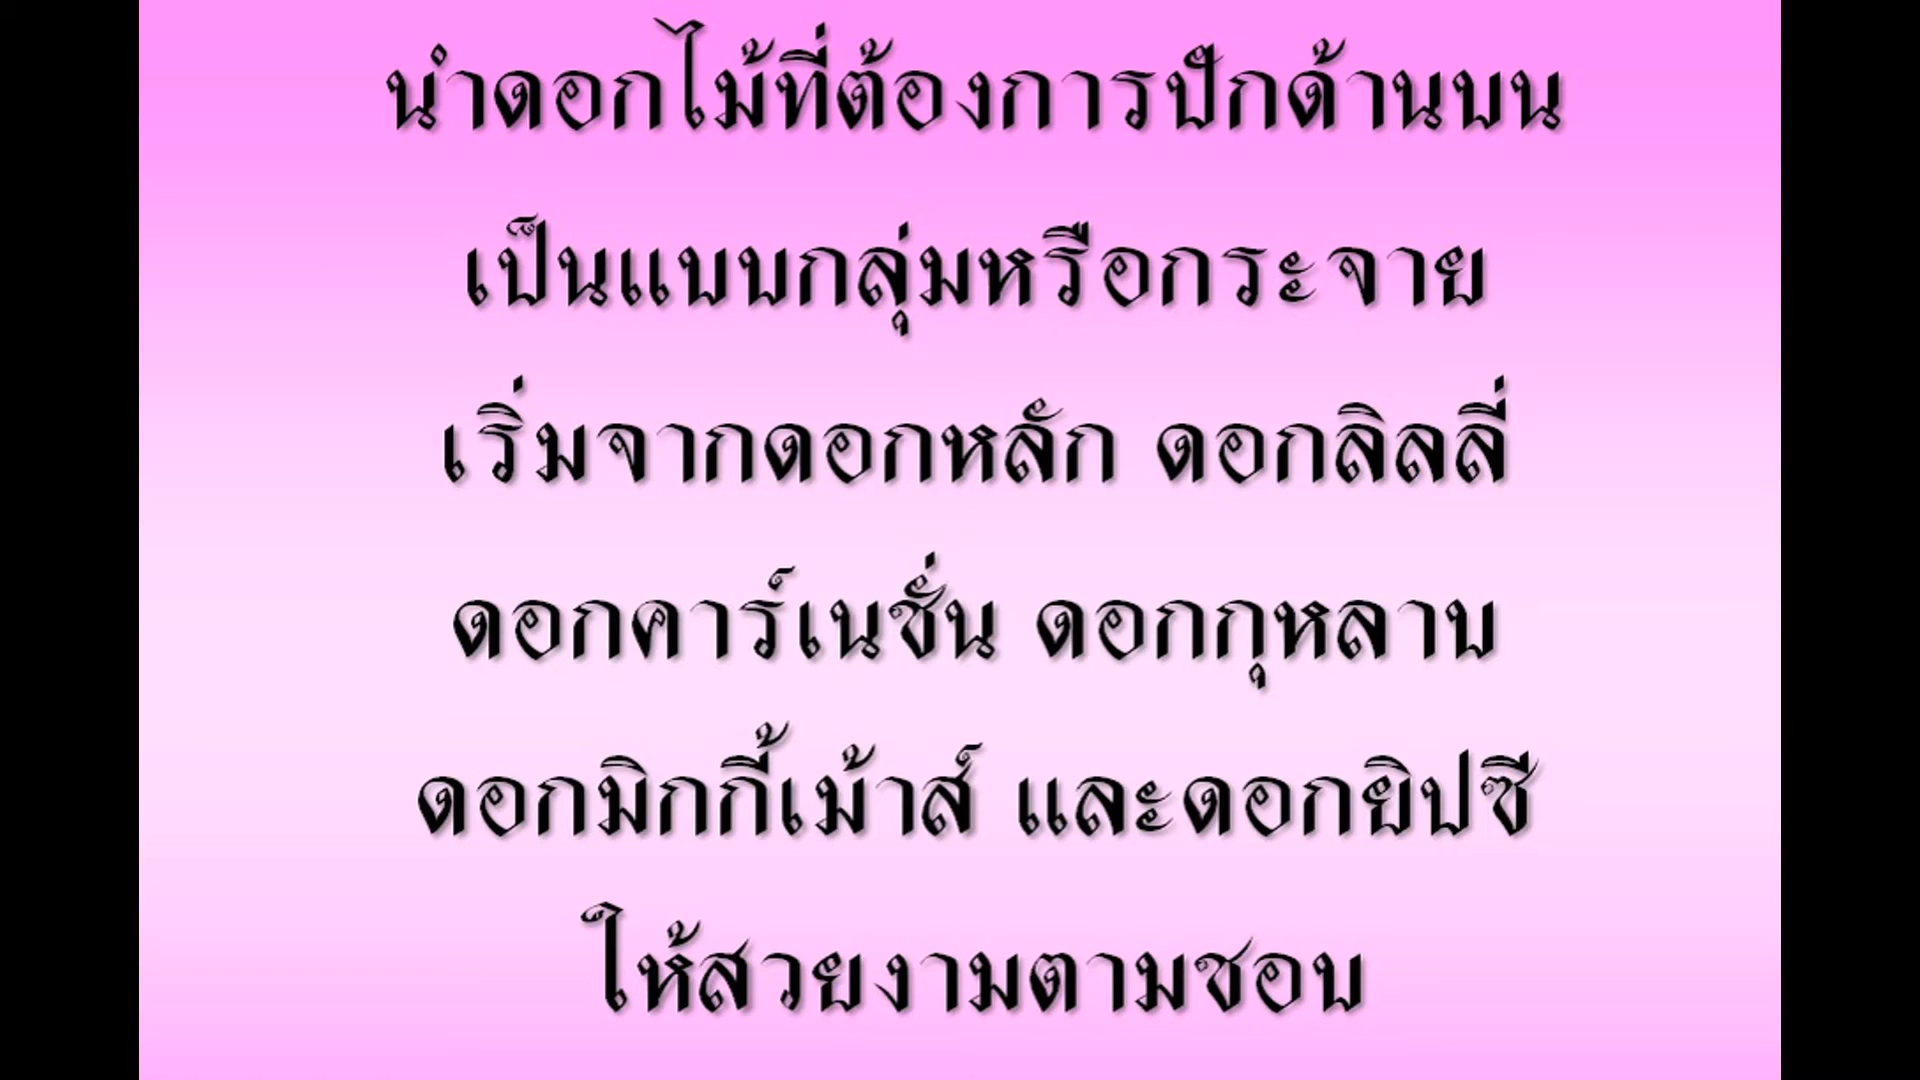 นำดอกไม้ที่ต้องการปักด้านบน
เป็นแบบกลุ่มหรือกระจาย
เริ่มจากดอกหลัก ดอกลิลลี่
ดอกคาร์เนชั่น ดอกกุหลาบ
ดอกมิกกี้เม้าส์ และดอกยิปซี
ให้สวยงามตามชอบ